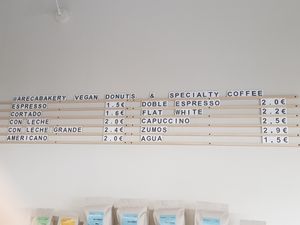 @ARECABAKERY VEGAN DONUTS & SPECIALTY COFFEE
ESPRESSO 1.5€
CORTADO 1.6€
CON LECHE 2.0€
CON LECHE GRANDE 2.4€
AMERICANO 2.0€
DOBLE ESPRESSO 2.0€
FLAT WHITE 2.2€
CAPUCCINO 2,5€
ZUMOS 2,9€
AGUA 1,5€